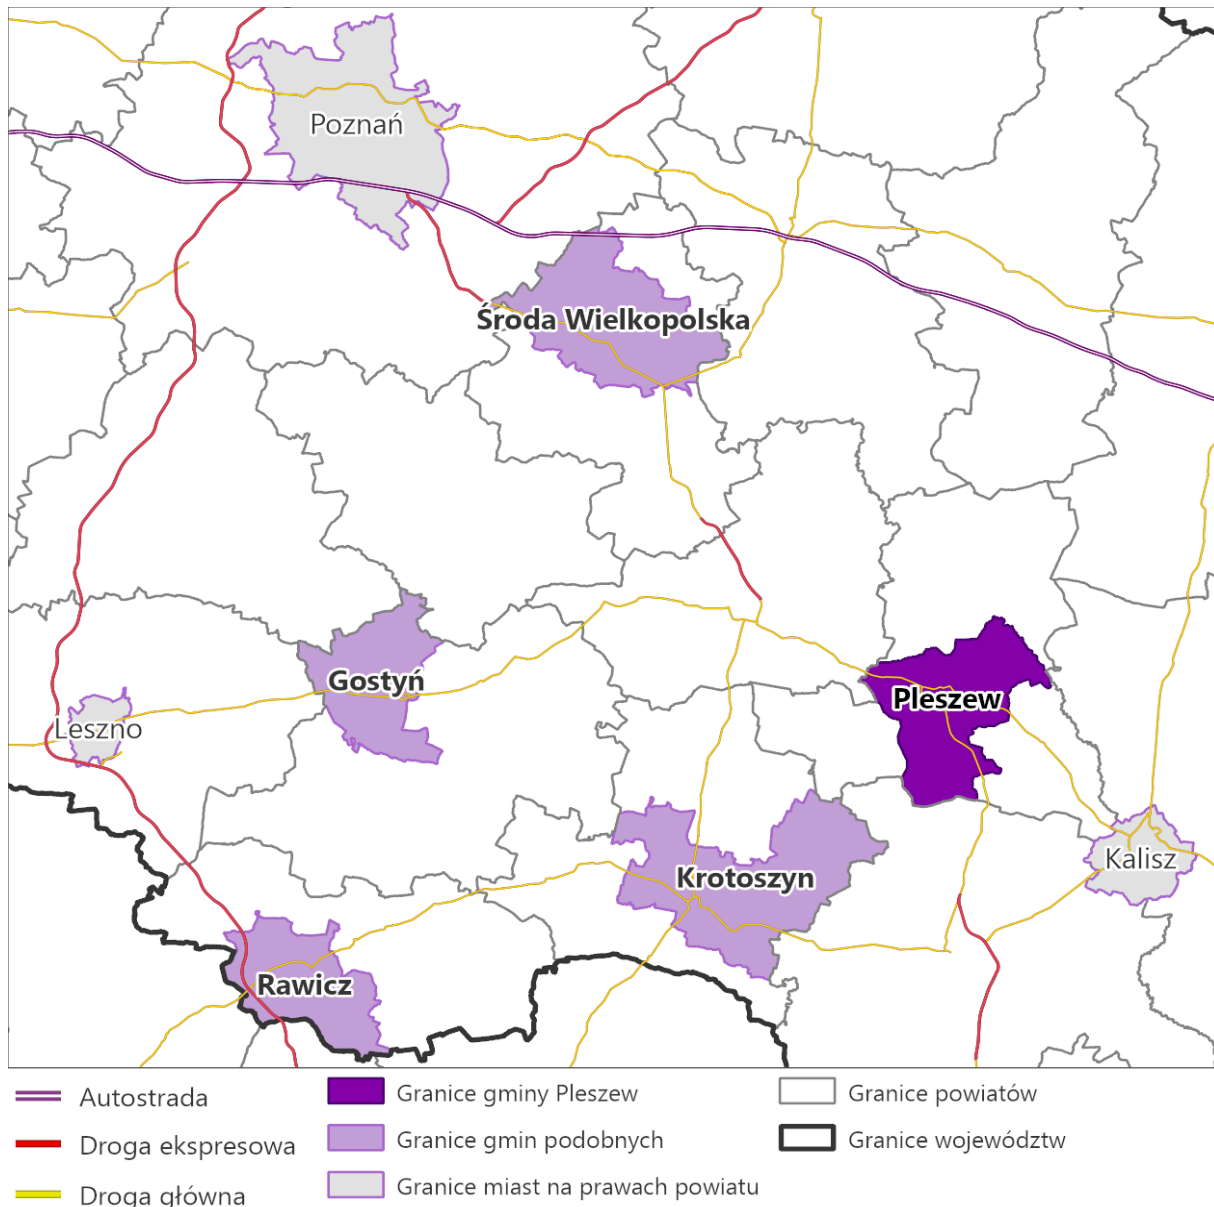 Poznań
Środa Wielkopolska
Gostyń
Pleszew
Leszno
Kalisz
Krotoszyn
Rawicz
Autostrada
Droga ekspresowa
Droga główna
Granice gminy Pleszew
Granice gmin podobnych
Granice miast na prawach powiatu
Granice powiatów
Granice województw